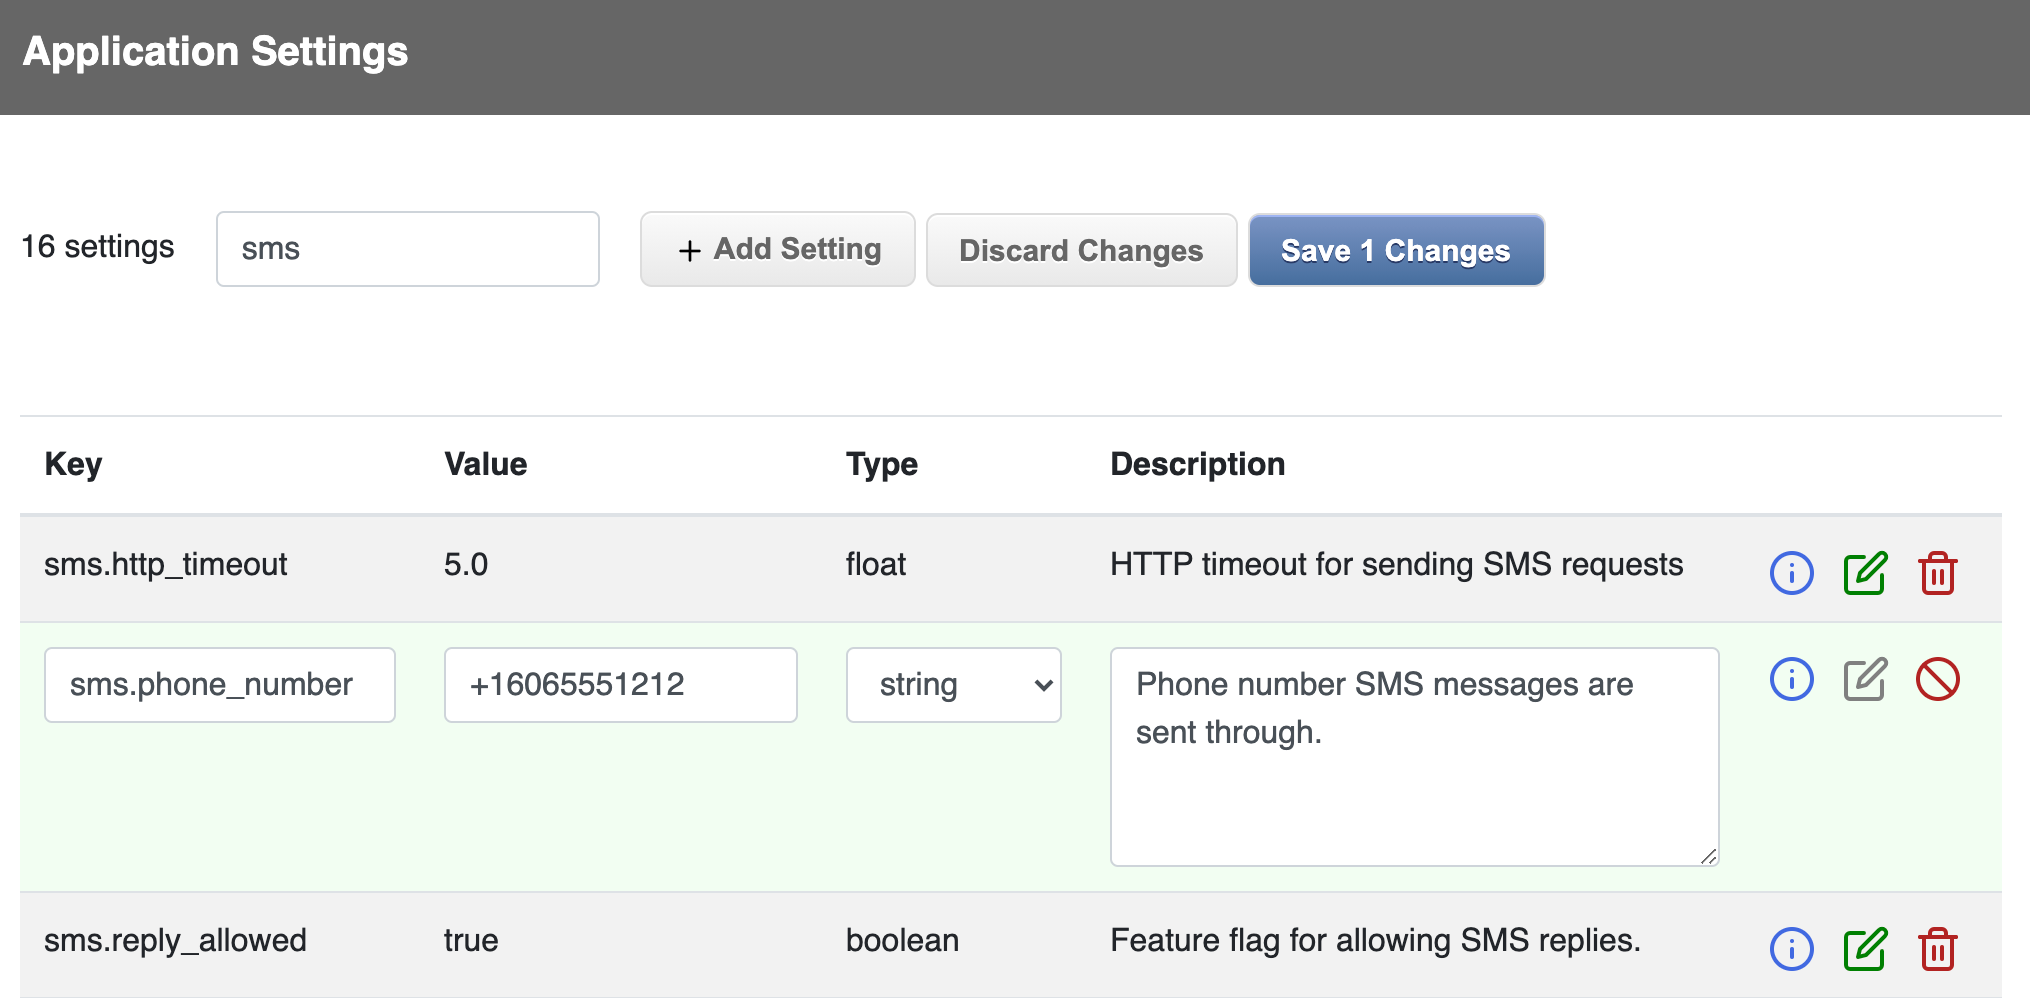 Application Settings
16 settings sms + Add Setting Discard Changes Save 1 Changes
Key Value Type Description
sms.http_timeout 5.0 float HTTP timeout for sending SMS requests
sms.phone_number +16065551212 string Phone number SMS messages are
sent through.
sms.reply_allowed true boolean Feature flag for allowing SMS replies.